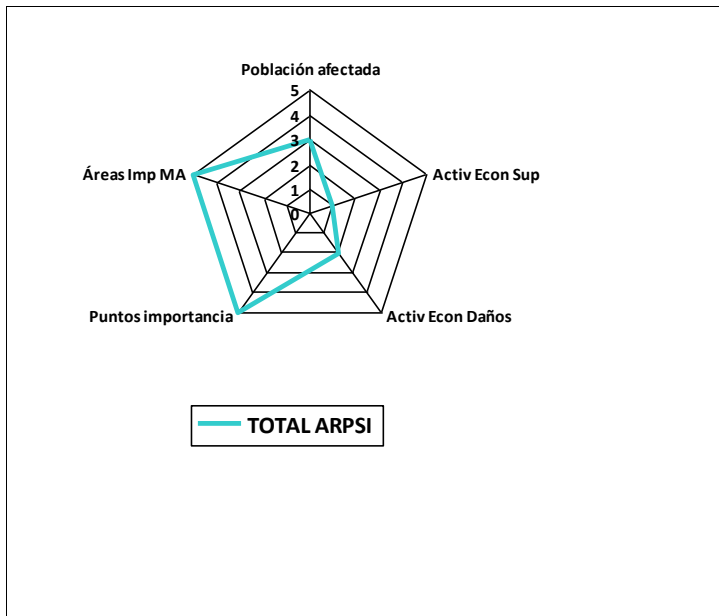 Población afectada
5
4
3
2
1
0
Áreas Imp MA
Activ Econ Sup
Puntos importancia
Activ Econ Daños
TOTAL ARPSI